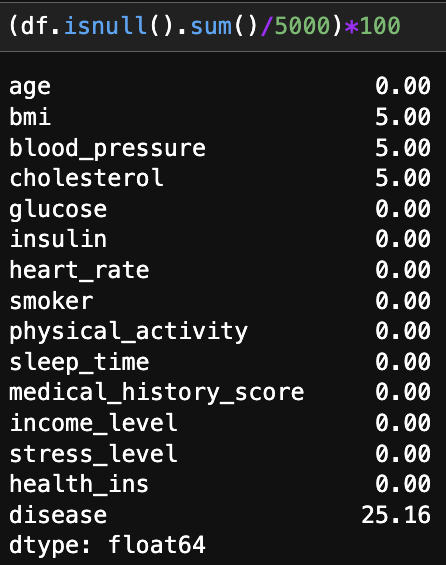 (df.isnull().sum()/5000)*100
age 0.00
bmi 5.00
blood_pressure 5.00
cholesterol 5.00
glucose 0.00
insulin 0.00
heart_rate 0.00
smoker 0.00
physical_activity 0.00
sleep_time 0.00
medical_history_score 0.00
income_level 0.00
stress_level 0.00
health_ins 0.00
disease 25.16
dtype: float64